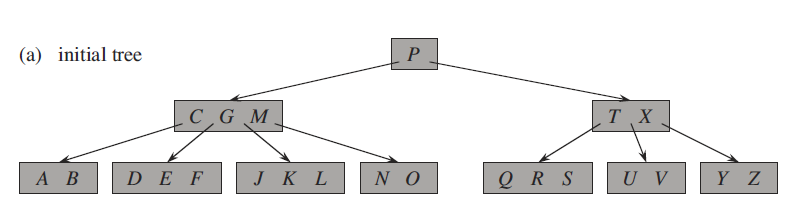 (a) initial tree
P
C G M
T X
A B
D E F
J K L
N O
Q R S
U V
Y Z